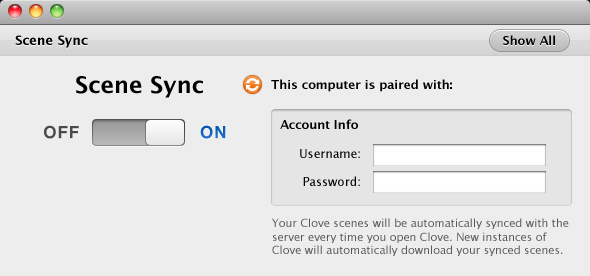 Scene Sync
Show All
Scene Sync
OFF
ON
This computer is paired with:
Account Info
Username:
Password:
Your Clove scenes will be automatically synced with the
server every time you open Clove. New instances of
Clove will automatically download your synced scenes.